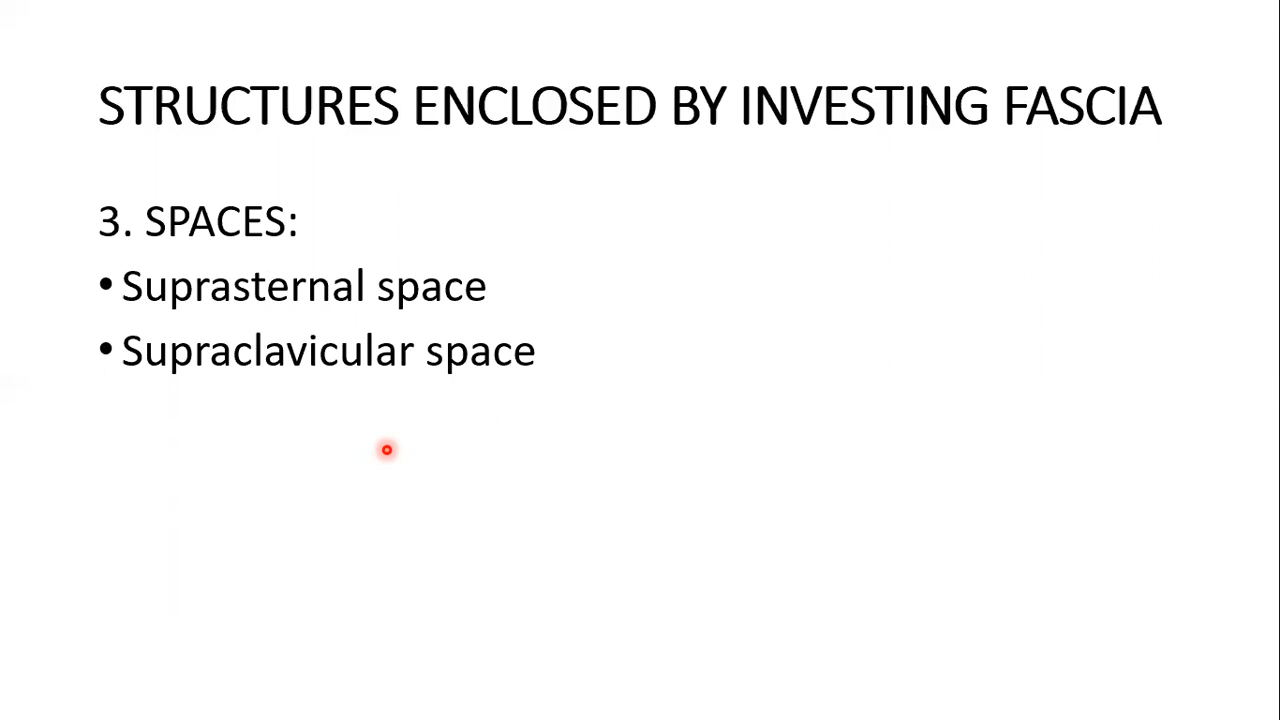 STRUCTURES ENCLOSED BY INVESTING FASCIA
3. SPACES:
• Suprasternal space
• Supraclavicular space